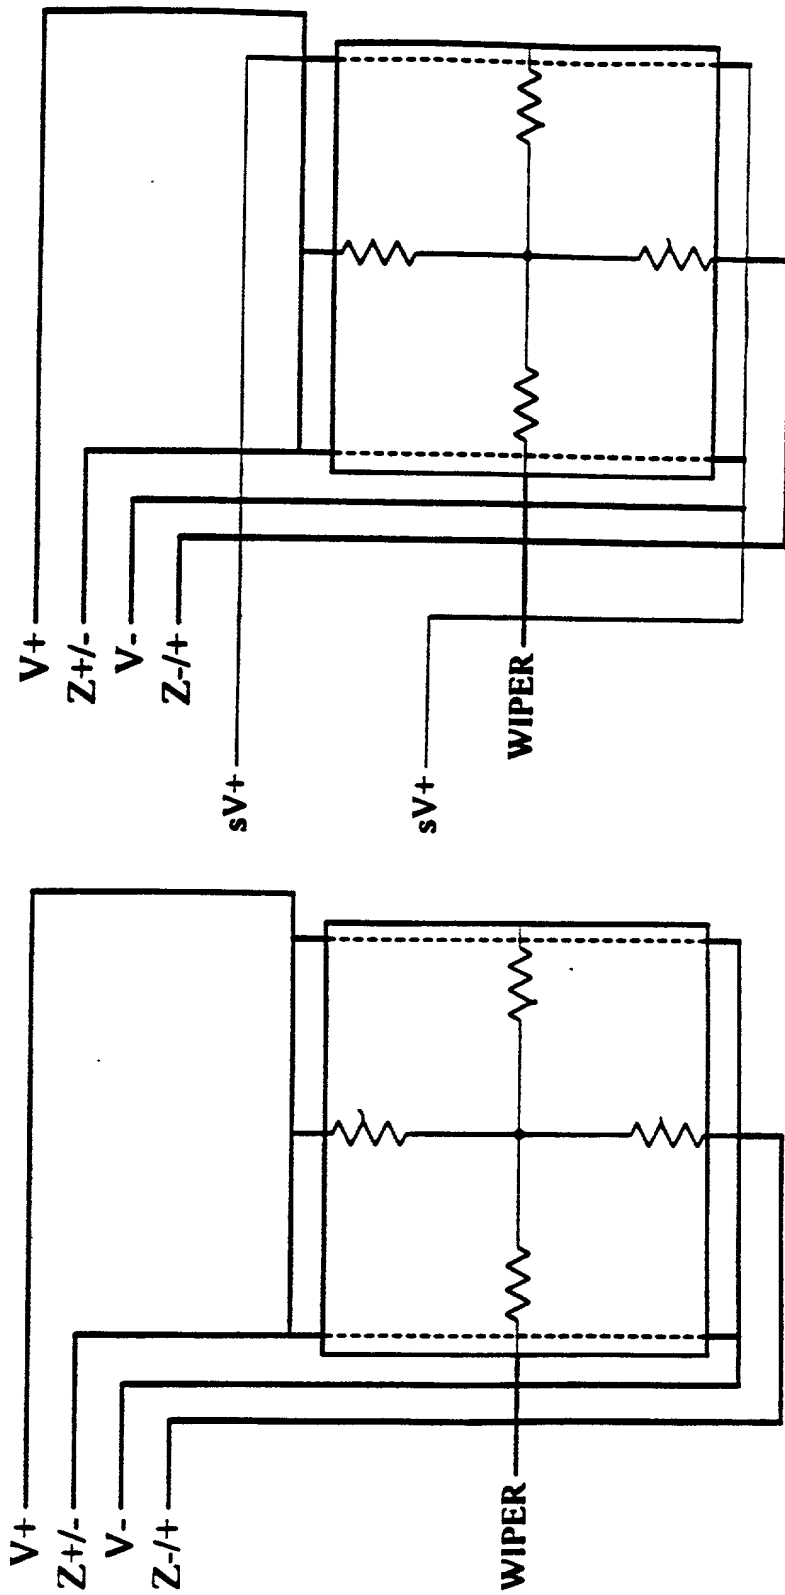 V+
Z+/-
V-
Z-/+
WIPER
V+
Z+/-
V-
Z-/+
sV+
sV+
WIPER